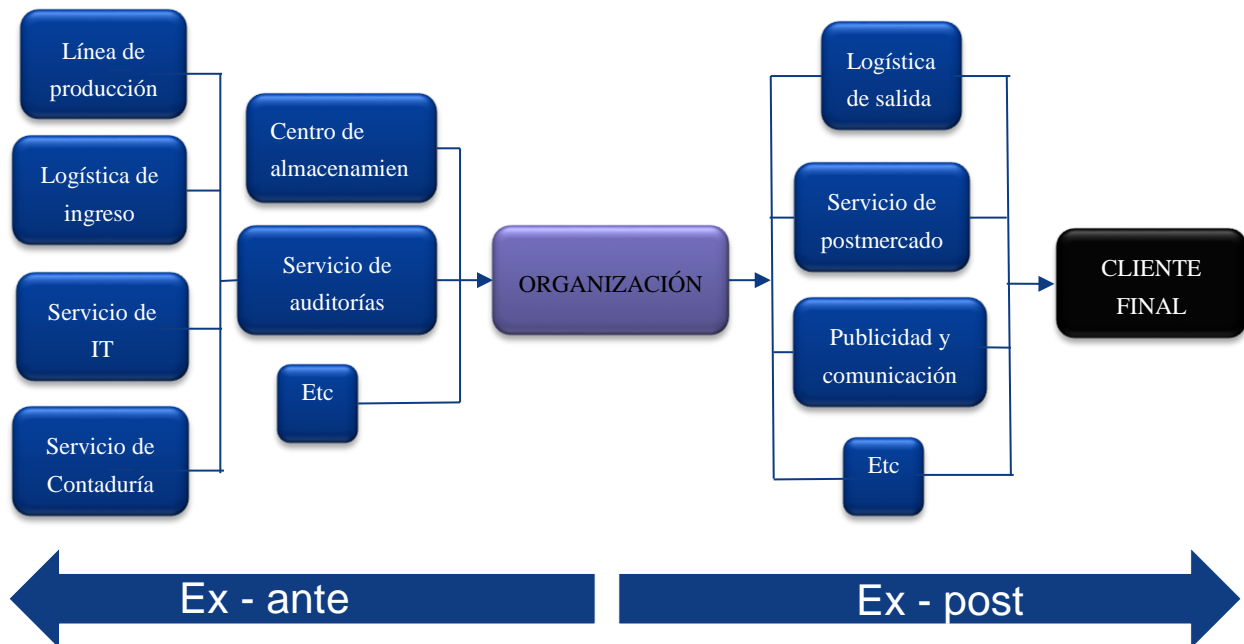 Línea de
producción
Logística de
ingreso
Servicio de
IT
Servicio de
Contaduría
Centro de
almacenamien
Servicio de
auditorías
Etc
ORGANIZACIÓN
Logística
de salida
Servicio de
postmercado
Publicidad y
comunicación
Etc
CLIENTE
FINAL
Ex - ante
Ex - post